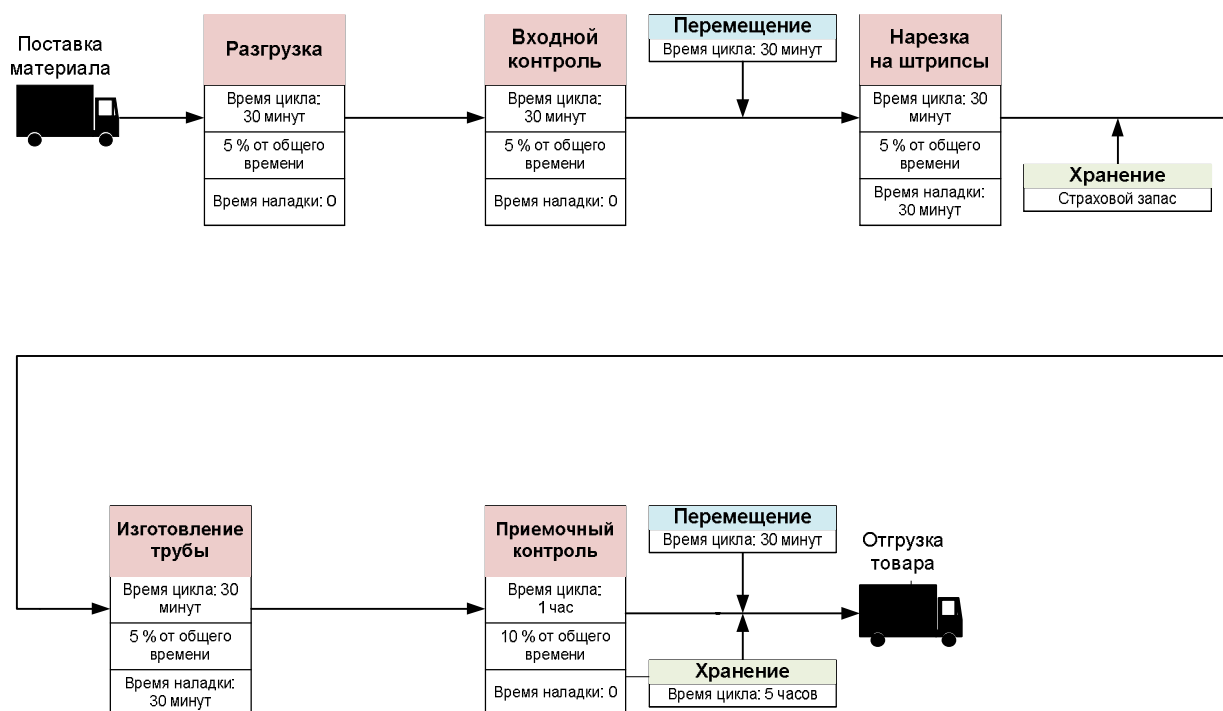 Поставка
материала
Разгрузка
Время цикла:
30 минут
5 % от общего
времени
Время наладки: 0
Входной
контроль
Время цикла:
30 минут
5 % от общего
времени
Время наладки: 0
Перемещение
Время цикла: 30 минут
Нарезка
на штрипсы
Время цикла: 30
минут
5 % от общего
времени
Время наладки:
30 минут
Хранение
Страховой запас
Изготовление
трубы
Время цикла: 30
минут
5 % от общего
времени
Время наладки:
30 минут
Приемочный
контроль
Время цикла:
1 час
10 % от общего
времени
Время наладки: 0
Перемещение
Время цикла: 30 минут
Хранение
Время цикла: 5 часов
Отгрузка
товара